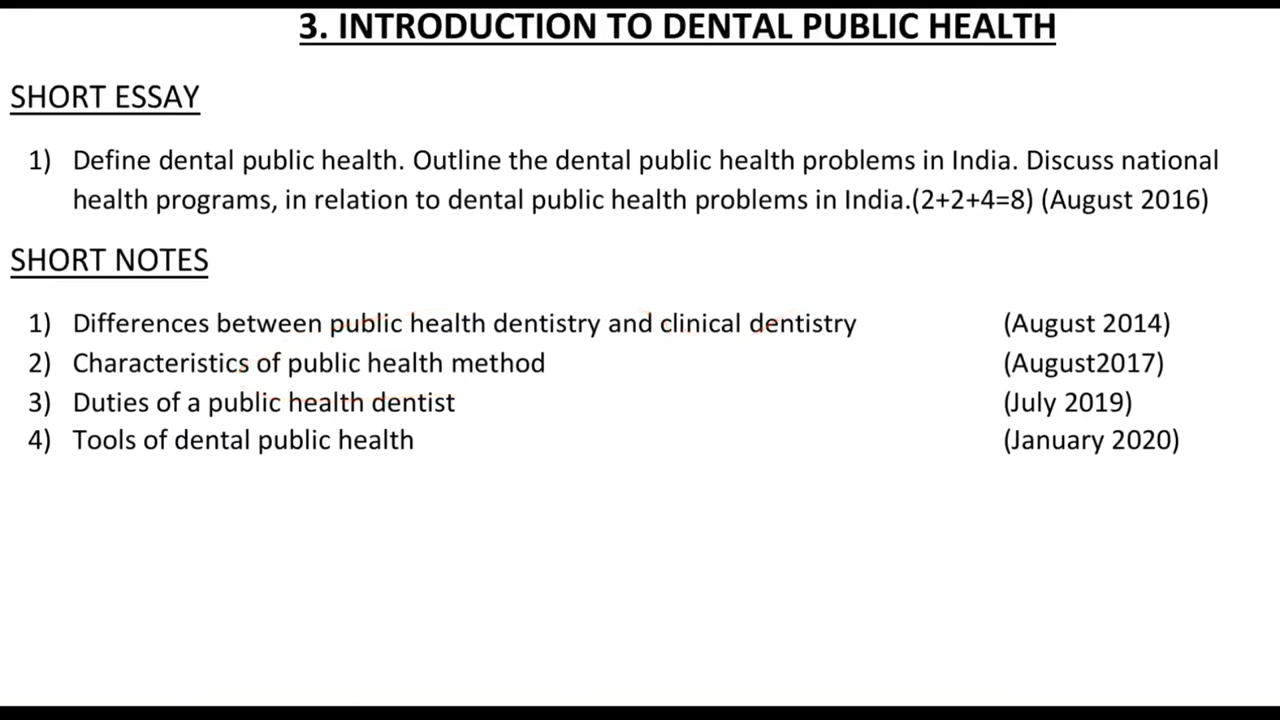 3. INTRODUCTION TO DENTAL PUBLIC HEALTH
SHORT ESSAY
1) Define dental public health. Outline the dental public health problems in India. Discuss national
health programs, in relation to dental public health problems in India.(2+2+4=8) (August 2016)
SHORT NOTES
1) Differences between public health dentistry and clinical dentistry (August 2014)
2) Characteristics of public health method (August2017)
3) Duties of a public health dentist (July 2019)
4) Tools of dental public health (January 2020)